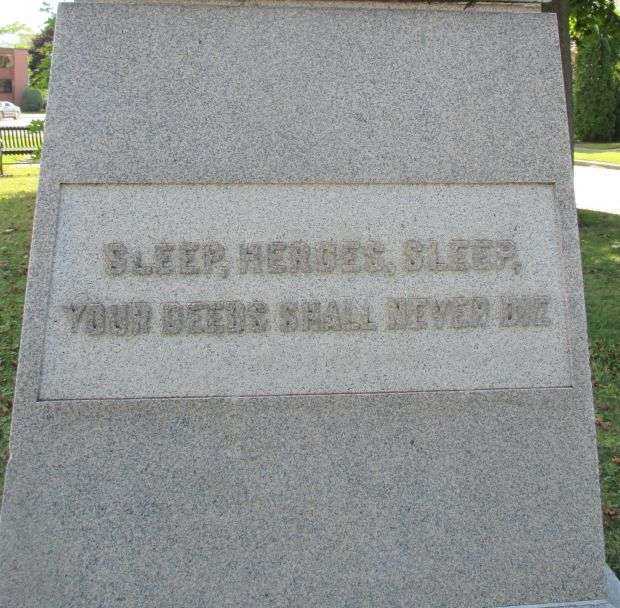 SLEEP, HEROES, SLEEP,
YOUR DEEDS SHALL NEVER DIE